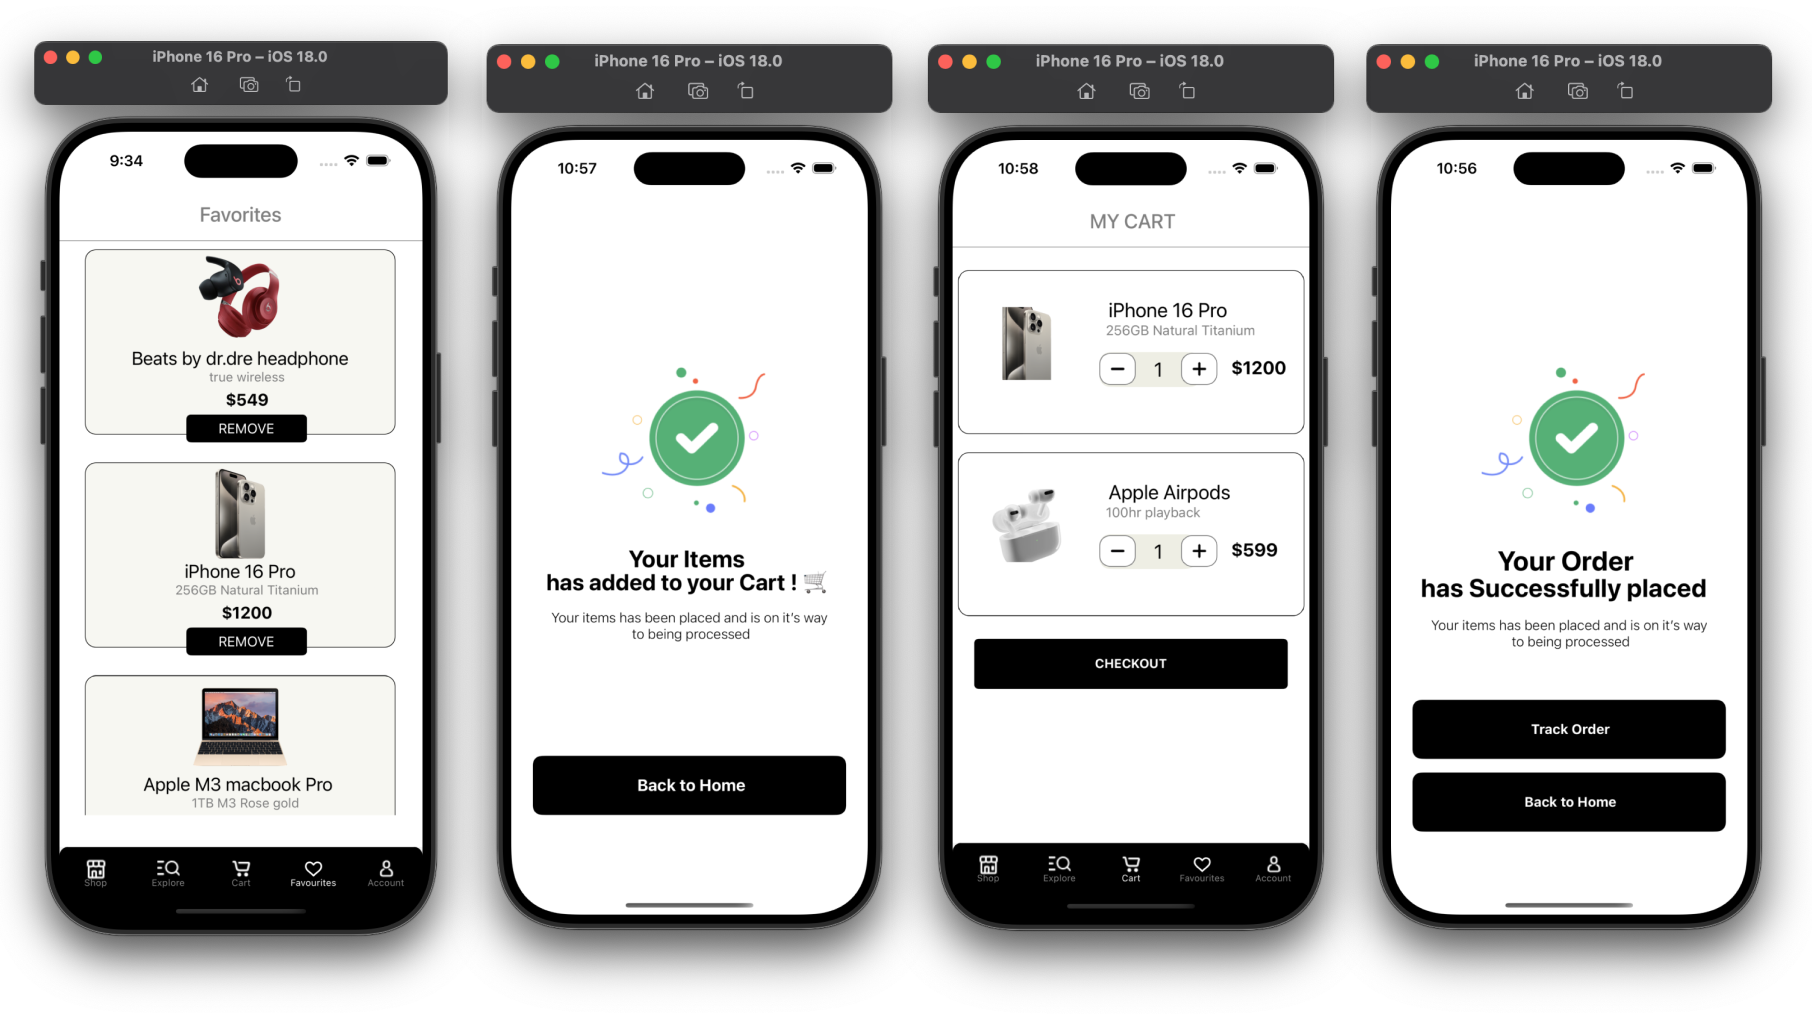 iPhone 16 Pro – iOS 18.0
9:34
Favorites
Beats by dr.dre headphone
true wireless
$549
REMOVE
iPhone 16 Pro
256GB Natural Titanium
$1200
REMOVE
Apple M3 macbook Pro
1TB M3 Rose gold
Shop
Explore
Cart
Favourites
Account
iPhone 16 Pro – iOS 18.0
10:57
Your Items
has added to your Cart ! 🛒
Your items has been placed and is on it's way
to being processed
Back to Home
iPhone 16 Pro – iOS 18.0
10:58
MY CART
iPhone 16 Pro
256GB Natural Titanium
1
$1200
Apple Airpods
100hr playback
1
$599
CHECKOUT
Shop
Explore
Cart
Favourites
Account
iPhone 16 Pro – iOS 18.0
10:56
Your Order
has Successfully placed
Your items has been placed and is on it's way
to being processed
Track Order
Back to Home